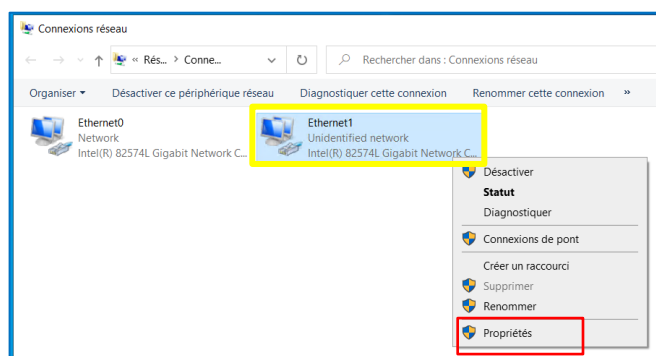 Connexions réseau
« Rés... > Conne...
Rechercher dans : Connexions réseau
Organiser Désactiver ce périphérique réseau Diagnostiquer cette connexion Renommer cette connexion »
Ethernet0
Network
Intel(R) 82574L Gigabit Network C...
Ethernet1
Unidentified network
Intel(R) 82574L Gigabit Network C...
Désactiver
Statut
Diagnostiquer
Connexions de pont
Créer un raccourci
Supprimer
Renommer
Propriétés